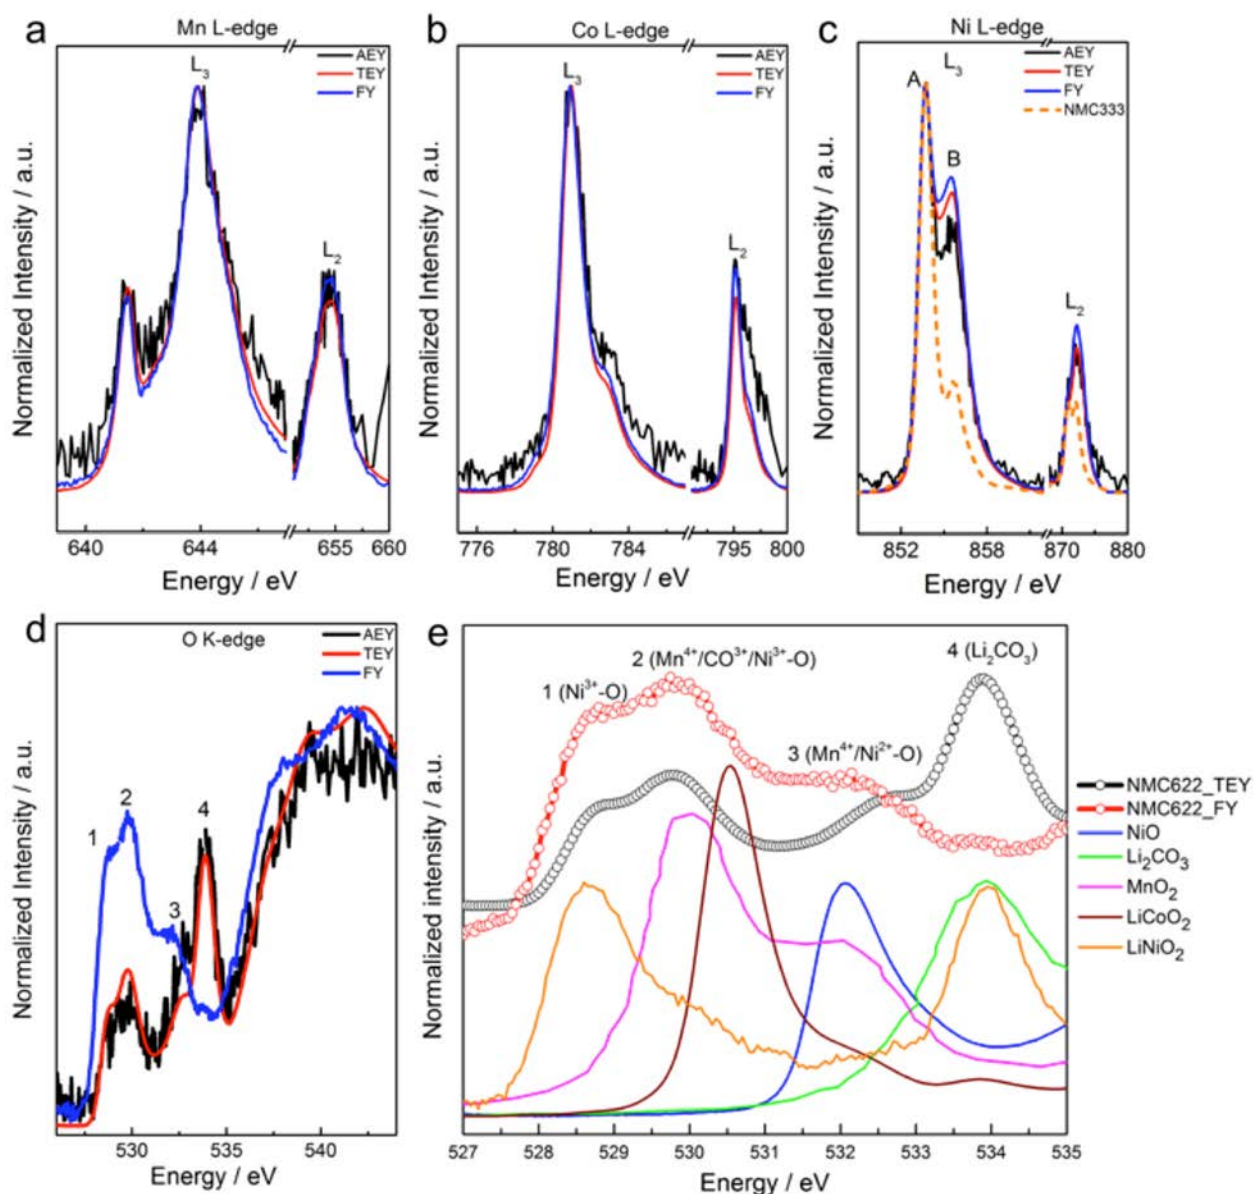 a
Mn L-edge
AEY
TEY
FY
L3
L2
Normalized Intensity / a.u.
640
644
655
660
Energy / eV
b
Co L-edge
AEY
TEY
FY
L3
L2
Normalized Intensity / a.u.
776
780
784
795
800
Energy / eV
c
Ni L-edge
AEY
TEY
FY
NMC333
A
L3
B
L2
Normalized Intensity / a.u.
852
858
870
880
Energy / eV
d
O K-edge
AEY
TEY
FY
1
2
3
4
Normalized Intensity / a.u.
530
535
540
Energy / eV
e
1 (Ni³⁺-O)
2 (Mn⁴⁺/CO³⁺/Ni³⁺-O)
3 (Mn⁴⁺/Ni²⁺-O)
4 (Li₂CO₃)
Normalized intensity / a.u.
527
528
529
530
531
532
533
534
535
Energy / eV
NMC622_TEY
NMC622_FY
NiO
Li₂CO₃
MnO₂
LiCoO₂
LiNiO₂